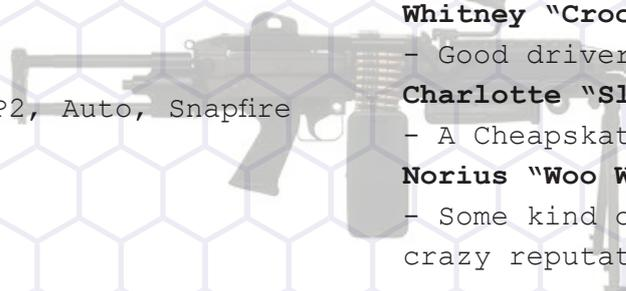 P2, Auto, Snapfire
Whitney “Croc
– Good driver
Charlotte “Sl
– A Cheapskat
Norius “Woo W
– Some kind o
crazy reputat